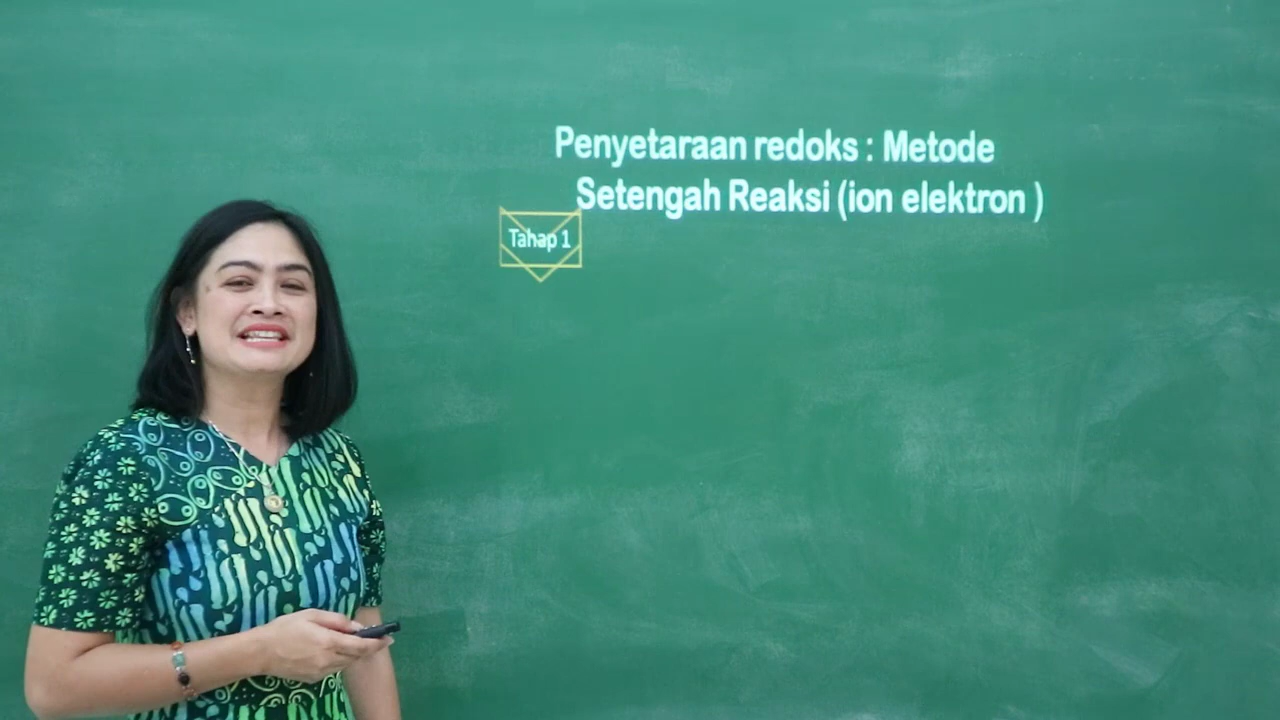 Penyetaraan redoks : Metode
Setengah Reaksi (ion elektron )
Tahap 1